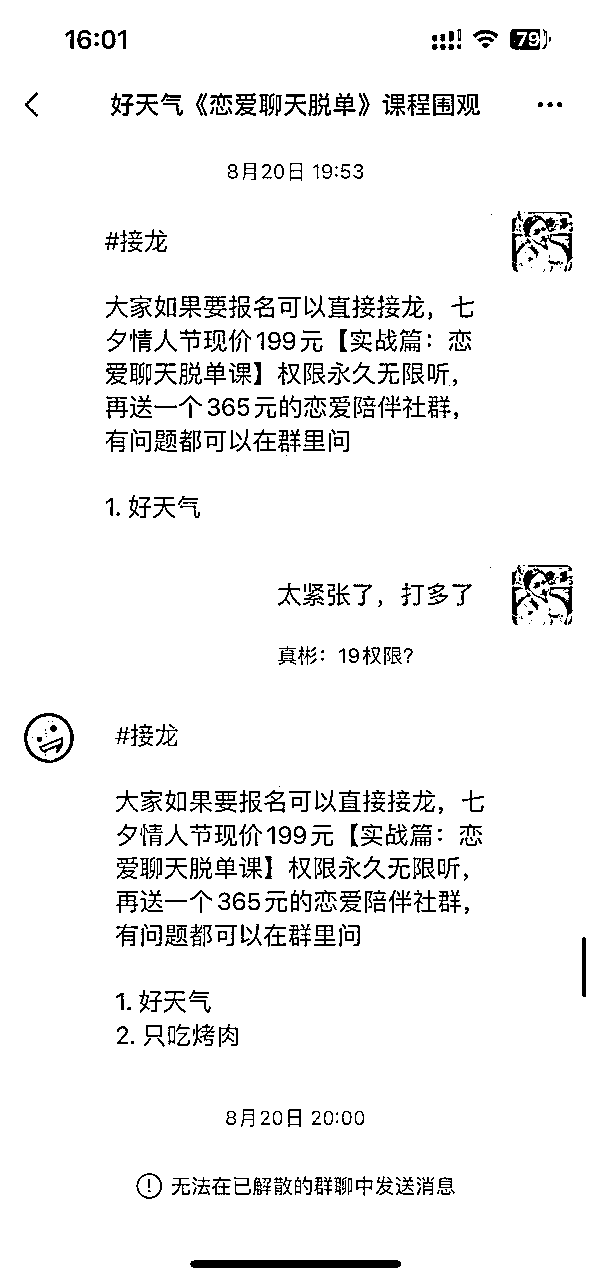 16:01
79
好天气《恋爱聊天脱单》课程围观
8月20日 19:53
#接龙
大家如果要报名可以直接接龙，七
夕情人节现价199元【实战篇：恋
爱聊天脱单课】权限永久无限听，
再送一个365元的恋爱陪伴社群，
有问题都可以在群里问
1. 好天气
太紧张了，打多了
真彬：19权限?
#接龙
大家如果要报名可以直接接龙，七
夕情人节现价199元【实战篇：恋
爱聊天脱单课】权限永久无限听，
再送一个365元的恋爱陪伴社群，
有问题都可以在群里问
1. 好天气
2. 只吃烤肉
8月20日 20:00
无法在已解散的群聊中发送消息